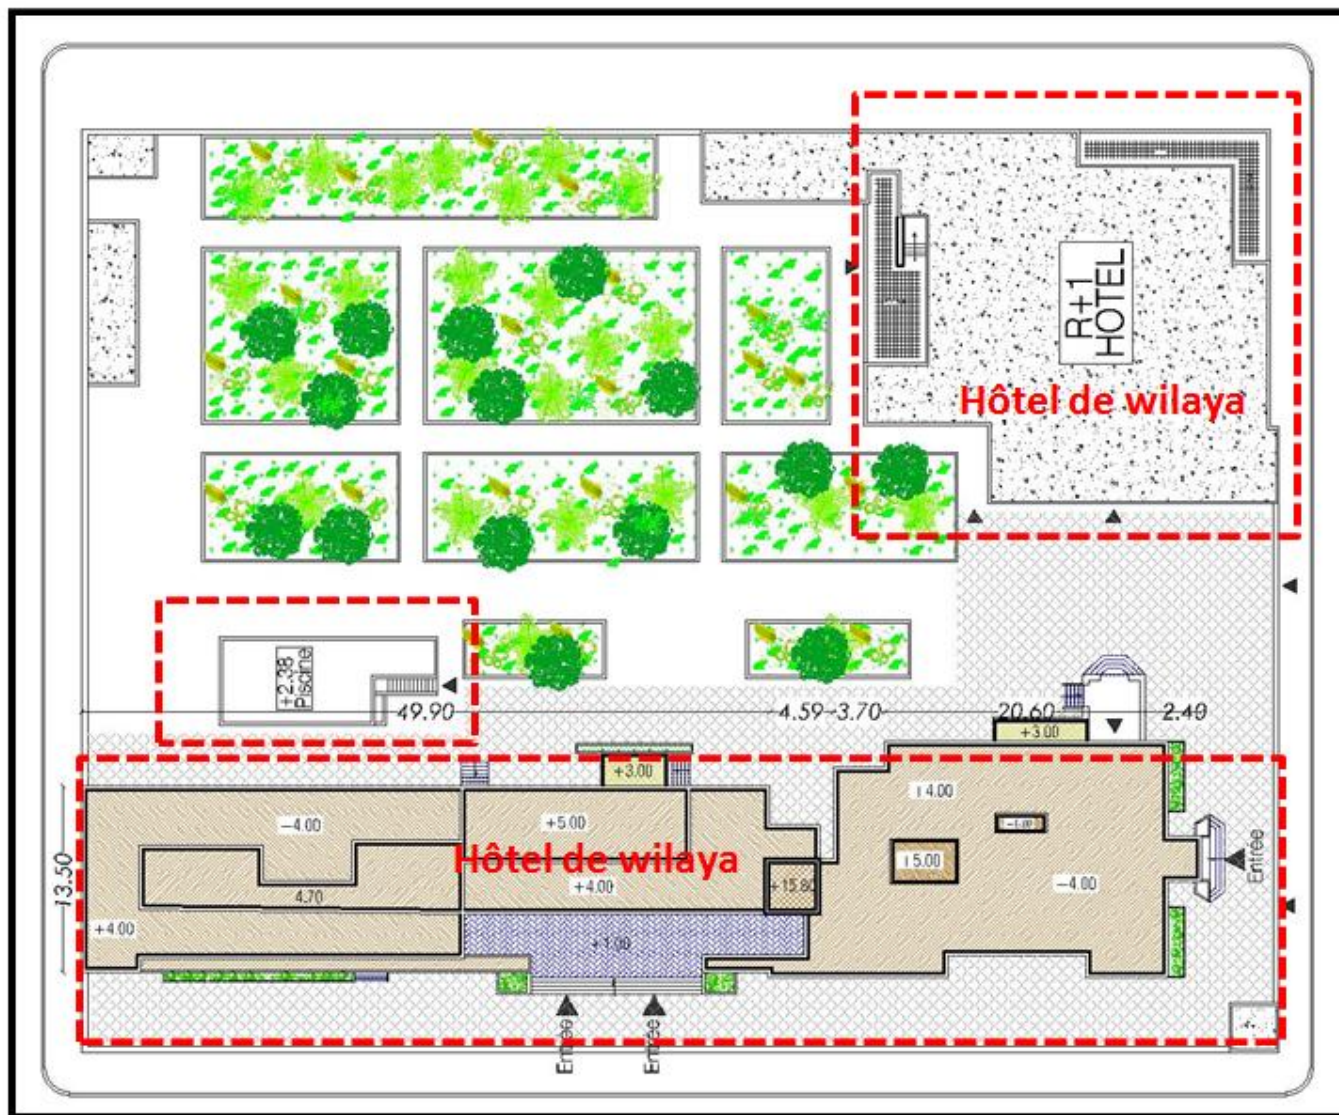 R+1
HOTEL
Hôtel de wilaya
+2.38
Piscine
49.90
4.59
3.70
20.60
2.40
+3.00
+3.00
14.00
−4.00
+5.00
13.50
Hôtel de wilaya
15.00
−4.00
Entrée
4.70
+4.00
+15.80
+4.00
+1.00
Entrée
Entrée